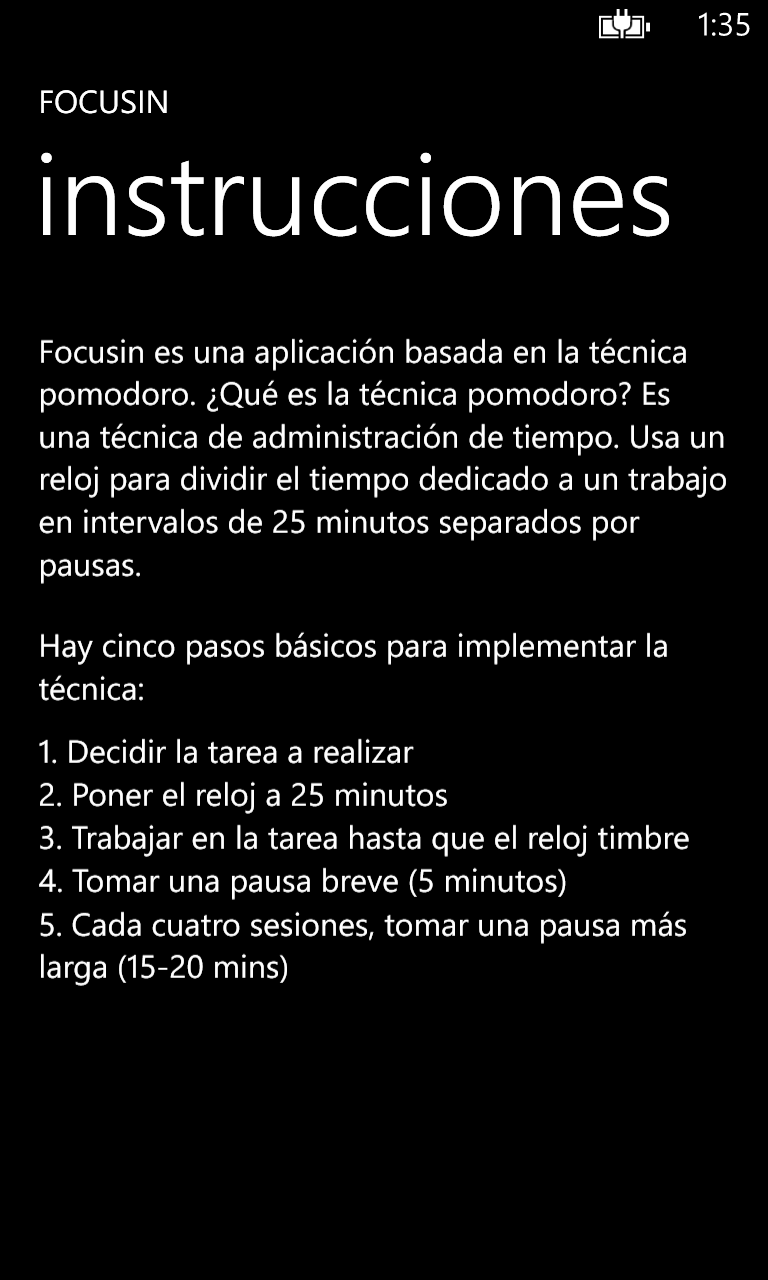 1:35
FOCUSIN
instrucciones
Focusin es una aplicación basada en la técnica
pomodoro. ¿Qué es la técnica pomodoro? Es
una técnica de administración de tiempo. Usa un
reloj para dividir el tiempo dedicado a un trabajo
en intervalos de 25 minutos separados por
pausas.
Hay cinco pasos básicos para implementar la
técnica:
1. Decidir la tarea a realizar
2. Poner el reloj a 25 minutos
3. Trabajar en la tarea hasta que el reloj timbre
4. Tomar una pausa breve (5 minutos)
5. Cada cuatro sesiones, tomar una pausa más
larga (15-20 mins)